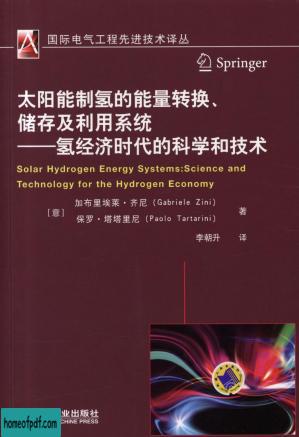 国际电气工程先进技术译丛
Springer
太阳能制氢的能量转换、
储存及利用系统
——氢经济时代的科学和技术
Solar Hydrogen Energy Systems:Science and
Technology for the Hydrogen Economy
[意] 加布里埃莱·齐尼 (Gabriele Zini) 著
保罗·塔塔里尼 (Paolo Tartarini)
李朝升 译
homeofpdf.com
业出版社
MACHINE PRESS
homeofpdf.com